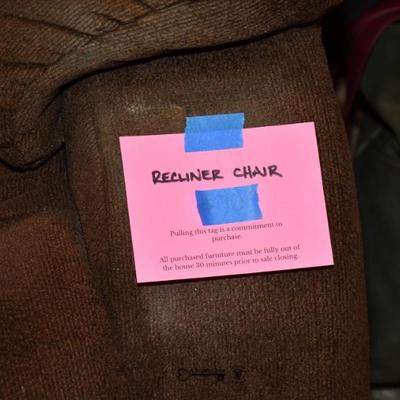 RECLINER CHAIR
Pulling this tag is a commitment to
purchase.
All purchased furniture must be fully out of
the house 30 minutes prior to sale closing.